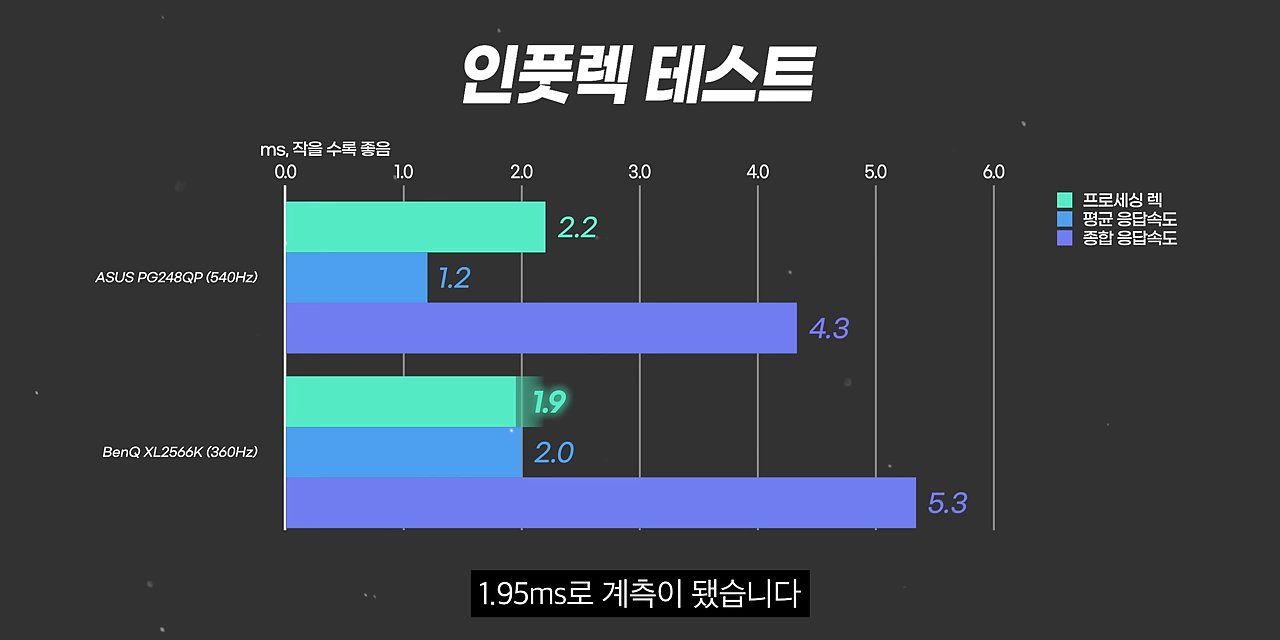 인풋렉 테스트
ms, 작을 수록 좋음
0.0 1.0 2.0 3.0 4.0 5.0 6.0
프로세싱 렉
평균 응답속도
종합 응답속도
ASUS PG248QP (540Hz)
2.2
1.2
4.3
BenQ XL2566K (360Hz)
1.9
2.0
5.3
1.95ms로 계측이 됐습니다